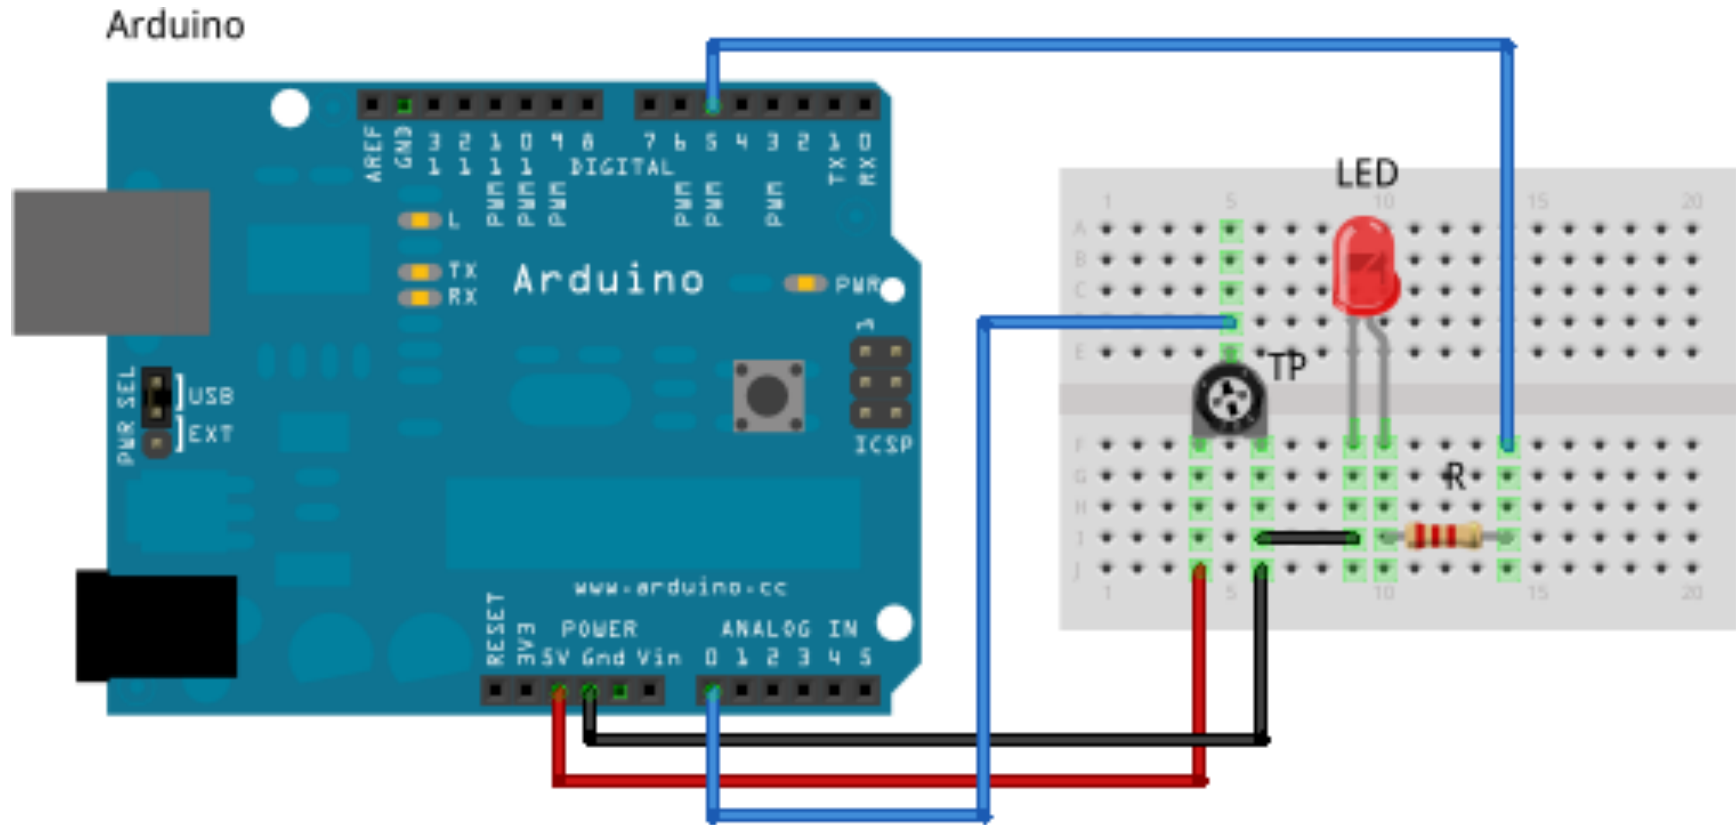 Arduino
AREF
GND
13
12
11
10
9
8
7
6
5
4
3
2
1
0
TX
RX
DIGITAL
PWM
PWM
PWM
PWM
PWM
PWM
L
TX
RX
Arduino
PWR
1
ICSP
PWR SEL
USB
EXT
www.arduino.cc
RESET
3V3
POWER
5V Gnd Vin
ANALOG IN
0 1 2 3 4 5
LED
1 5 10 15 20
A
B
C
E
TP
F
G
R
H
I
J
1 5 10 15 20